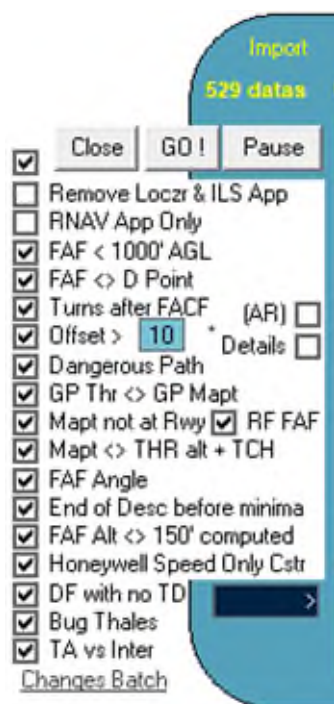 Import
529 datas
Close GO ! Pause
Remove Loczr & ILS App
RNAV App Only
FAF < 1000' AGL
FAF <> D Point
Turns after FACF (AR)
Offset > 10 ° Details
Dangerous Path
GP Thr <> GP Mapt
Mapt not at Rwy RF FAF
Mapt <> THR alt + TCH
FAF Angle
End of Desc before minima
FAF Alt <> 150' computed
Honeywell Speed Only Cstr
DF with no TD >
Bug Thales
TA vs Inter
Changes Batch